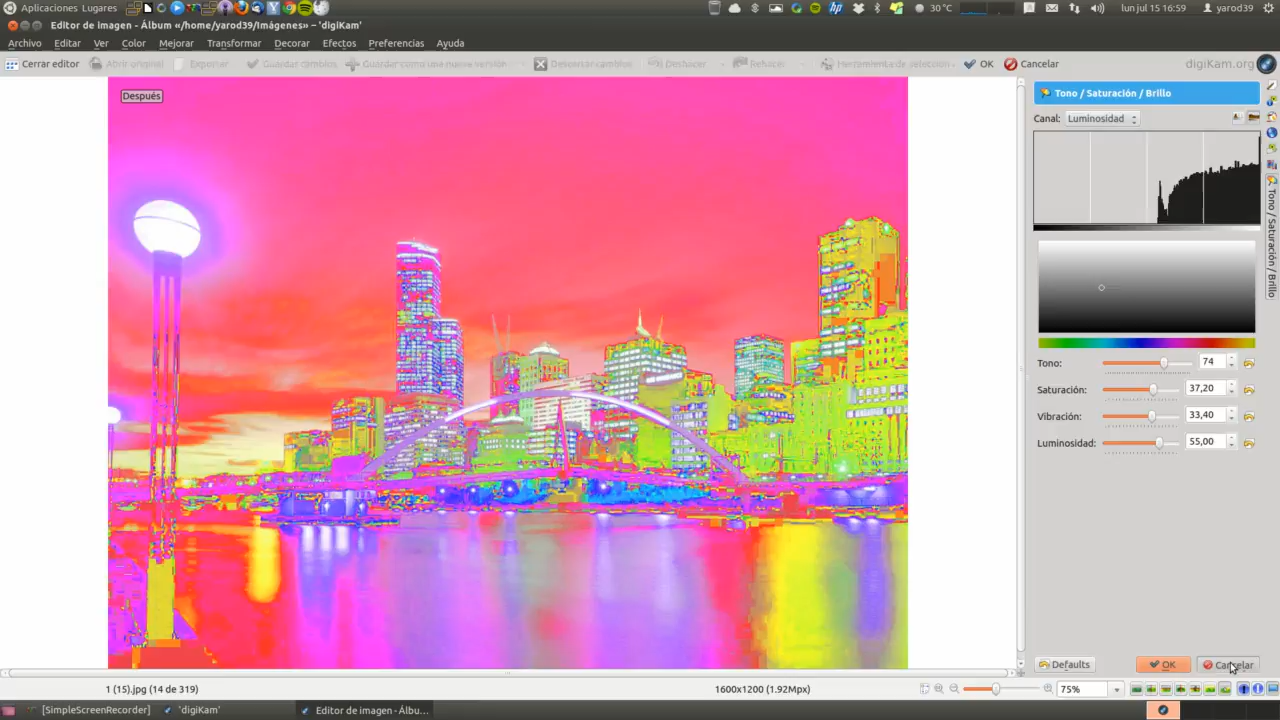 Aplicaciones Lugares
30°C
lun jul 15 16:59
yarod39
Editor de imagen - Álbum «/home/yarod39/Imágenes» – 'digiKam'
Archivo Editar Ver Color Mejorar Transformar Decorar Efectos Preferencias Ayuda
Cerrar editor Abrir original Exportar Guardar cambios Guardar como una nueva versión Descartar cambios Deshacer Rehacer Herramienta de selección OK Cancelar digiKam.org
Después
Tono / Saturación / Brillo
Canal: Luminosidad
Tono / Saturación / Brillo
Tono: 74
Saturación: 37,20
Vibración: 33,40
Luminosidad: 55,00
Defaults OK Cancelar
1 (15).jpg (14 de 319) 1600x1200 (1.92Mpx) 75%
[SimpleScreenRecorder] 'digiKam' Editor de imagen - Álbu...